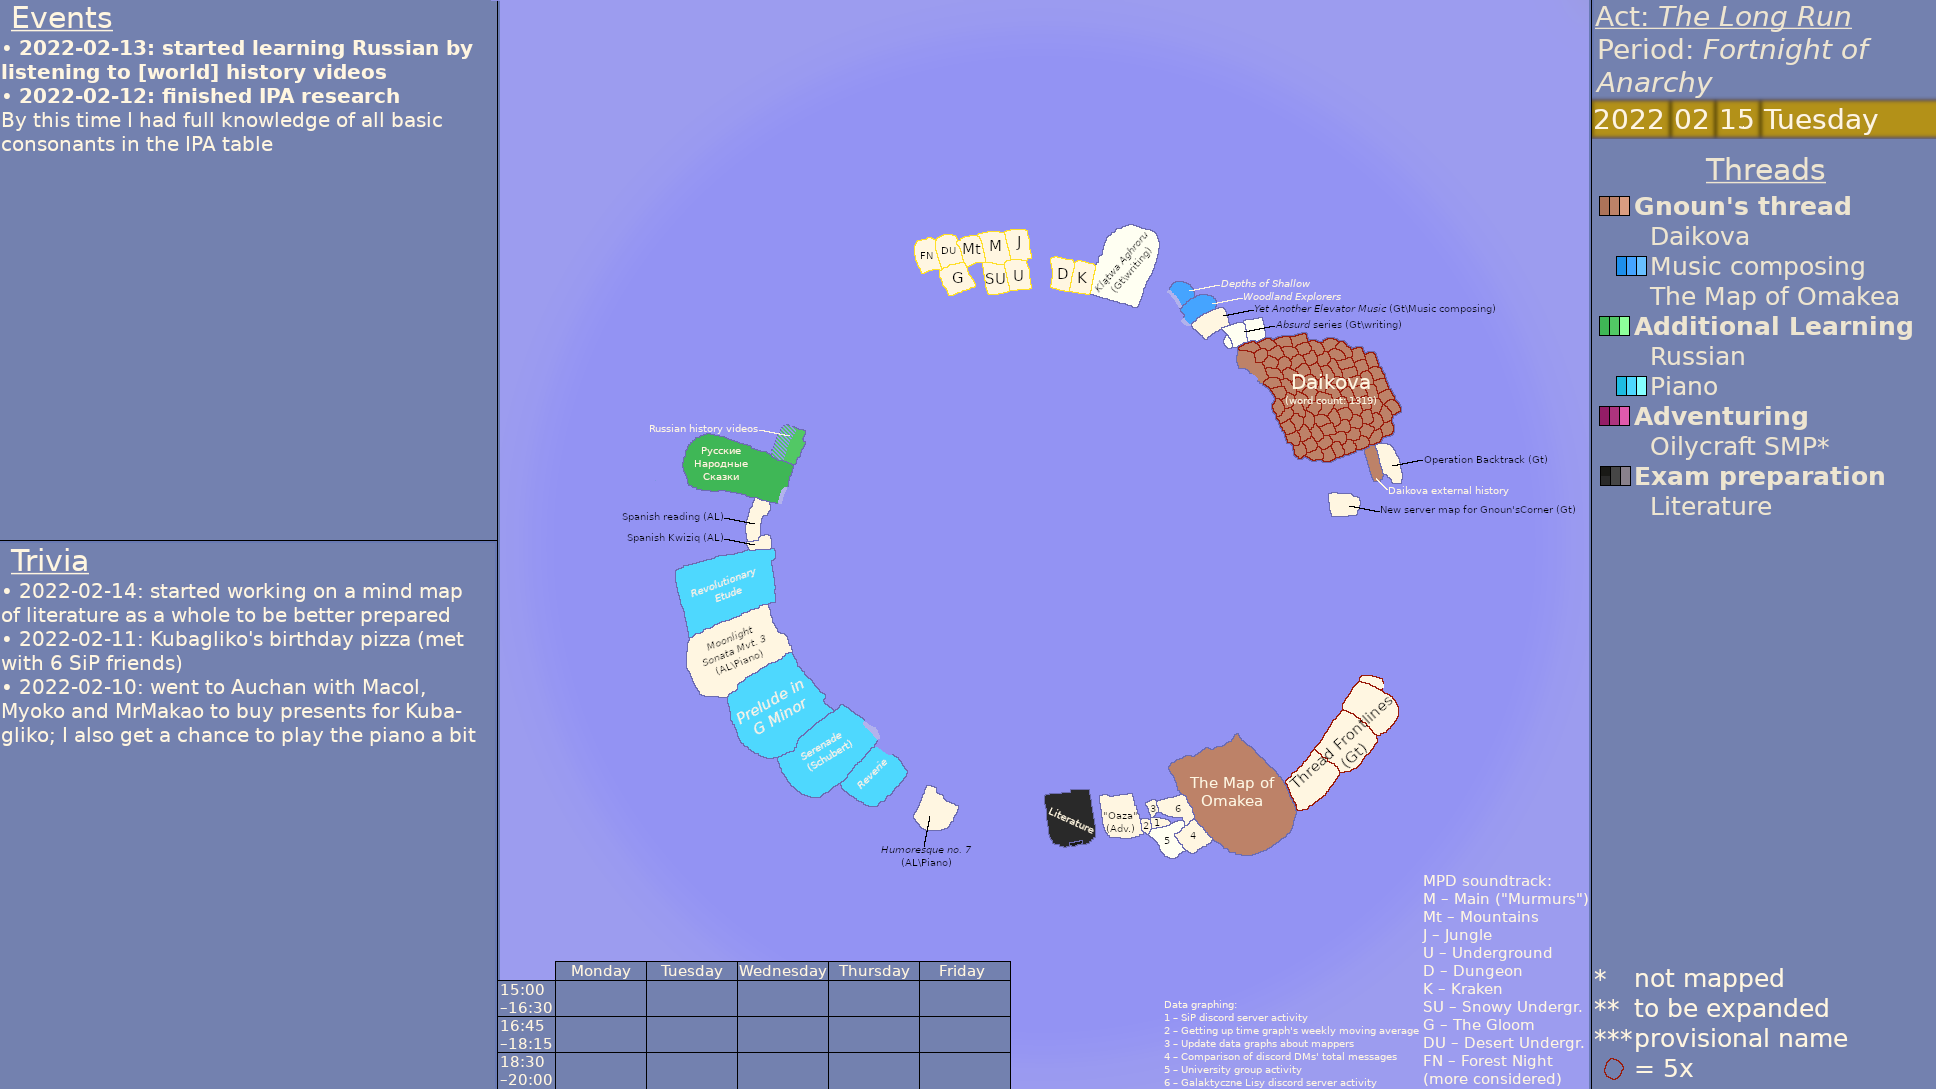 Events
• 2022-02-13: started learning Russian by
listening to [world] history videos
• 2022-02-12: finished IPA research
By this time I had full knowledge of all basic
consonants in the IPA table
Trivia
• 2022-02-14: started working on a mind map
of literature as a whole to be better prepared
• 2022-02-11: Kubagliko's birthday pizza (met
with 6 SiP friends)
• 2022-02-10: went to Auchan with Macol,
Myoko and MrMakao to buy presents for Kuba-
gliko; I also get a chance to play the piano a bit
FN
DU
Mt
M
J
G
SU
U
D
K
Klątwa Aghroru
(Gt\writing)
Depths of Shallow
Woodland Explorers
Yet Another Elevator Music (Gt\Music composing)
Absurd series (Gt\writing)
Daikova
(word count: 1319)
Operation Backtrack (Gt)
Daikova external history
New server map for Gnoun'sCorner (Gt)
Russian history videos
Русские
Народные
Сказки
Spanish reading (AL)
Spanish Kwiziq (AL)
Revolutionary
Etude
Moonlight
Sonata Mvt. 3
(AL\Piano)
Prelude in
G Minor
Serenade
(Schubert)
Reverie
Humoresque no. 7
(AL\Piano)
Literature
"Oaza"
(Adv.)
3
6
2
1
5
4
The Map of
Omakea
Thread Frontlines
(Gt)
Monday
Tuesday
Wednesday
Thursday
Friday
15:00
–16:30
16:45
–18:15
18:30
–20:00
Data graphing:
1 – SiP discord server activity
2 – Getting up time graph's weekly moving average
3 – Update data graphs about mappers
4 – Comparison of discord DMs' total messages
5 – University group activity
6 – Galaktyczne Lisy discord server activity
MPD soundtrack:
M – Main ("Murmurs")
Mt – Mountains
J – Jungle
U – Underground
D – Dungeon
K – Kraken
SU – Snowy Undergr.
G – The Gloom
DU – Desert Undergr.
FN – Forest Night
(more considered)
Act: The Long Run
Period: Fortnight of
Anarchy
2022 02 15 Tuesday
Threads
Gnoun's thread
Daikova
Music composing
The Map of Omakea
Additional Learning
Russian
Piano
Adventuring
Oilycraft SMP*
Exam preparation
Literature
* not mapped
** to be expanded
*** provisional name
= 5x